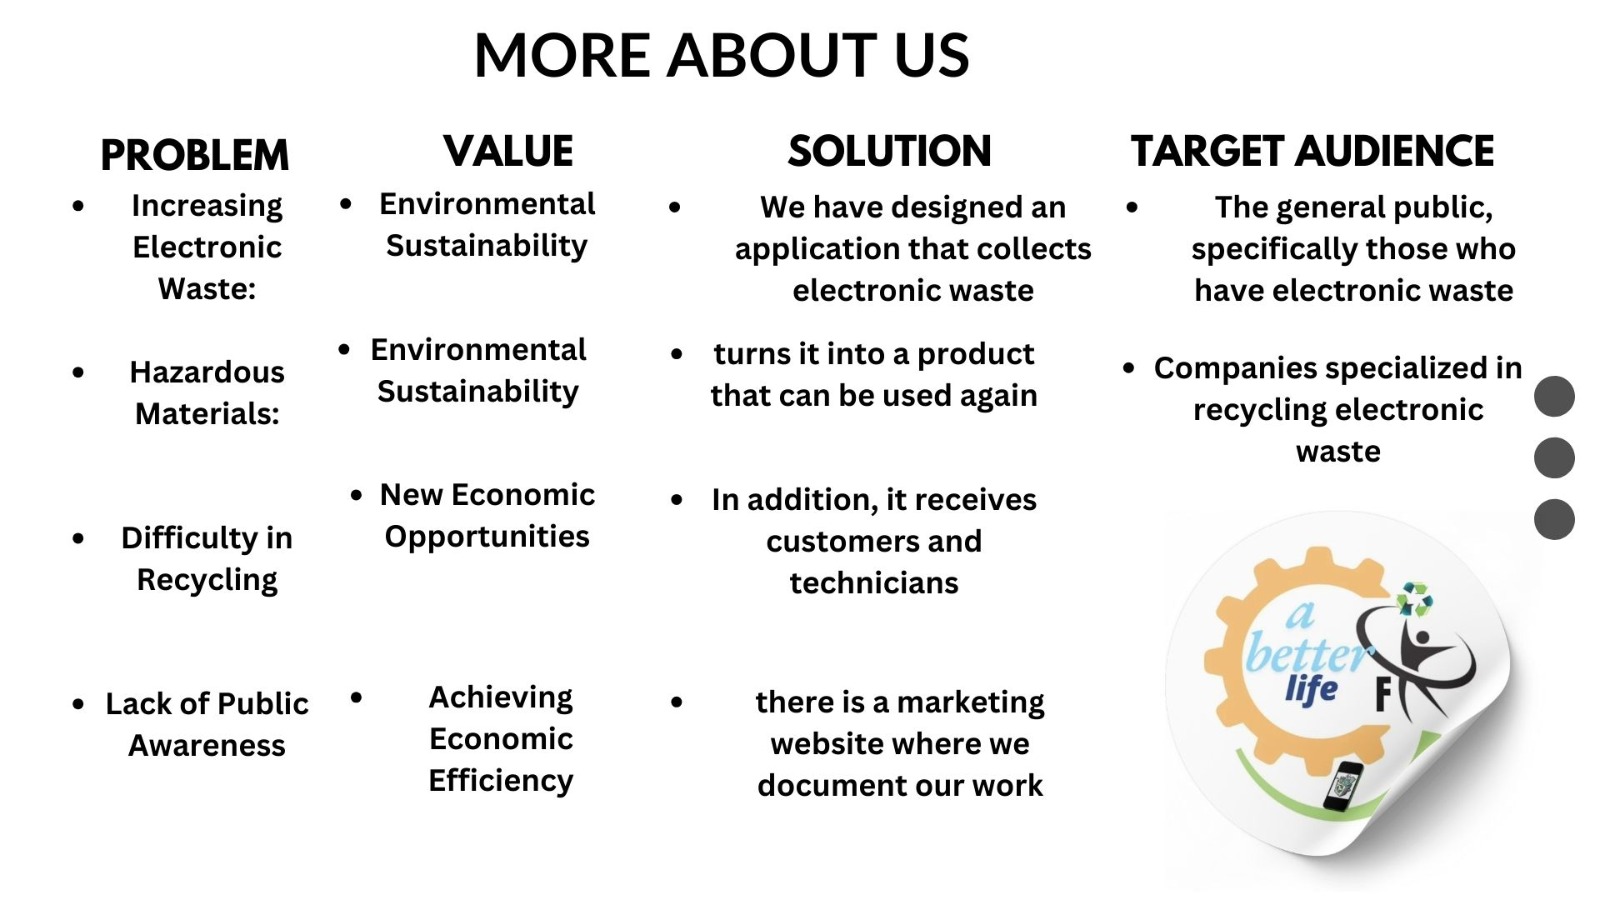 MORE ABOUT US
PROBLEM
• Increasing
Electronic
Waste:
• Hazardous
Materials:
• Difficulty in
Recycling
• Lack of Public
Awareness
VALUE
• Environmental
Sustainability
• Environmental
Sustainability
• New Economic
Opportunities
• Achieving
Economic
Efficiency
SOLUTION
• We have designed an
application that collects
electronic waste
• turns it into a product
that can be used again
• In addition, it receives
customers and
technicians
• there is a marketing
website where we
document our work
TARGET AUDIENCE
• The general public,
specifically those who
have electronic waste
• Companies specialized in
recycling electronic
waste
a
better
life
F